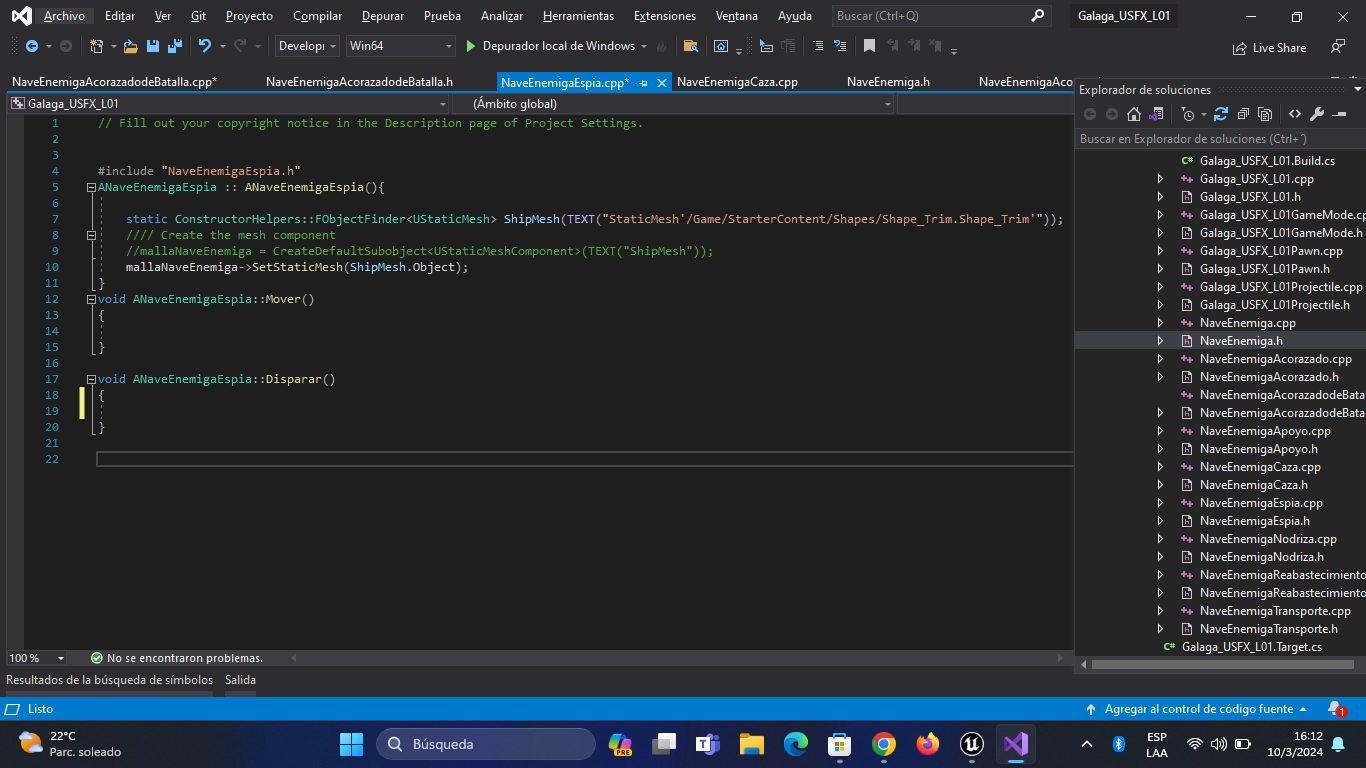 Archivo Editar Ver Git Proyecto Compilar Depurar Prueba Analizar Herramientas Extensiones Ventana Ayuda Buscar (Ctrl+Q) Galaga_USFX_L01
Developi Win64 Depurador local de Windows Live Share
NaveEnemigaAcorazadodeBatalla.cpp* NaveEnemigaAcorazadodeBatalla.h NaveEnemigaEspia.cpp* NaveEnemigaCaza.cpp NaveEnemiga.h NaveEnemigaAco
Galaga_USFX_L01 (Ámbito global)
1 // Fill out your copyright notice in the Description page of Project Settings.
2
3
4 #include "NaveEnemigaEspia.h"
5 ANaveEnemigaEspia :: ANaveEnemigaEspia(){
6
7 static ConstructorHelpers::FObjectFinder<UStaticMesh> ShipMesh(TEXT("StaticMesh'/Game/StarterContent/Shapes/Shape_Trim.Shape_Trim'"));
8 //// Create the mesh component
9 //mallaNaveEnemiga = CreateDefaultSubobject<UStaticMeshComponent>(TEXT("ShipMesh"));
10 mallaNaveEnemiga->SetStaticMesh(ShipMesh.Object);
11 }
12 void ANaveEnemigaEspia::Mover()
13 {
14
15 }
16
17 void ANaveEnemigaEspia::Disparar()
18 {
19
20 }
21
22
100 % No se encontraron problemas.
Resultados de la búsqueda de símbolos Salida
Explorador de soluciones
Buscar en Explorador de soluciones (Ctrl+´)
Galaga_USFX_L01.Build.cs
Galaga_USFX_L01.cpp
Galaga_USFX_L01.h
Galaga_USFX_L01GameMode.cp
Galaga_USFX_L01GameMode.h
Galaga_USFX_L01Pawn.cpp
Galaga_USFX_L01Pawn.h
Galaga_USFX_L01Projectile.cpp
Galaga_USFX_L01Projectile.h
NaveEnemiga.cpp
NaveEnemiga.h
NaveEnemigaAcorazado.cpp
NaveEnemigaAcorazado.h
NaveEnemigaAcorazadodeBata
NaveEnemigaAcorazadodeBata
NaveEnemigaApoyo.cpp
NaveEnemigaApoyo.h
NaveEnemigaCaza.cpp
NaveEnemigaCaza.h
NaveEnemigaEspia.cpp
NaveEnemigaEspia.h
NaveEnemigaNodriza.cpp
NaveEnemigaNodriza.h
NaveEnemigaReabastecimiento
NaveEnemigaReabastecimiento
NaveEnemigaTransporte.cpp
NaveEnemigaTransporte.h
Galaga_USFX_L01.Target.cs
Listo Agregar al control de código fuente 1
22°C
Parc. soleado
Búsqueda
PRE
ESP
LAA
16:12
10/3/2024